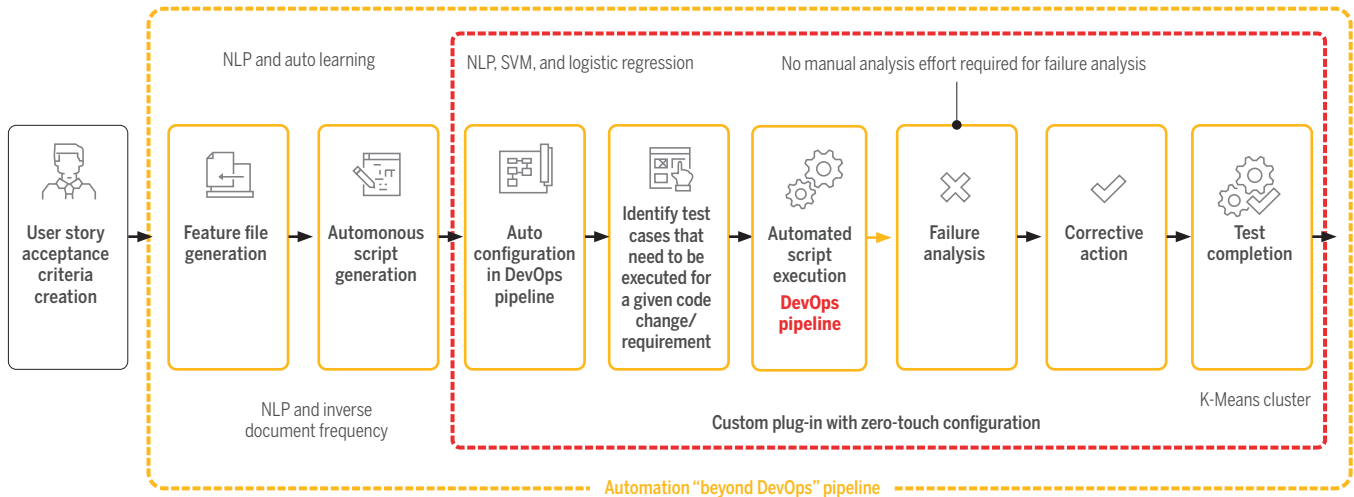 NLP and auto learning
NLP, SVM, and logistic regression
No manual analysis effort required for failure analysis
User story
acceptance
criteria
creation
Feature file
generation
Automonous
script
generation
Auto
configuration
in DevOps
pipeline
Identify test
cases that
need to be
executed for
a given code
change/
requirement
Automated
script
execution
DevOps
pipeline
Failure
analysis
Corrective
action
Test
completion
NLP and inverse
document frequency
K-Means cluster
Custom plug-in with zero-touch configuration
Automation “beyond DevOps” pipeline